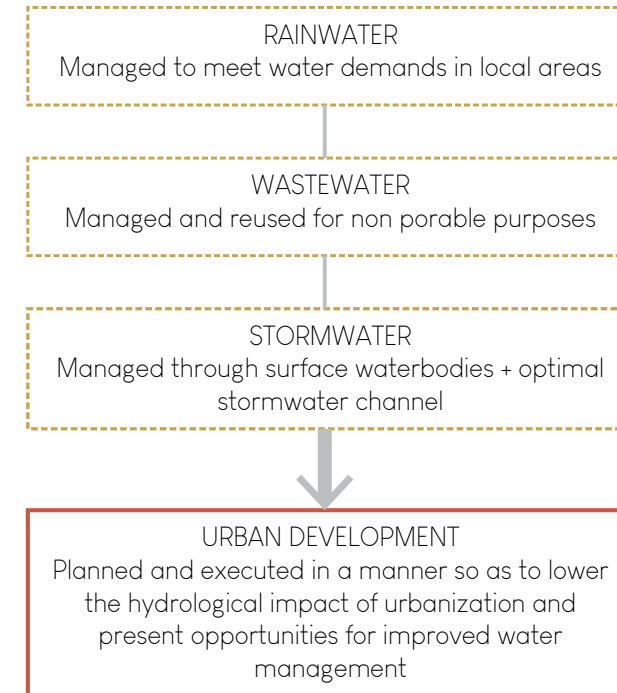 RAINWATER
Managed to meet water demands in local areas
WASTEWATER
Managed and reused for non porable purposes
STORMWATER
Managed through surface waterbodies + optimal
stormwater channel
URBAN DEVELOPMENT
Planned and executed in a manner so as to lower
the hydrological impact of urbanization and
present opportunities for improved water
management